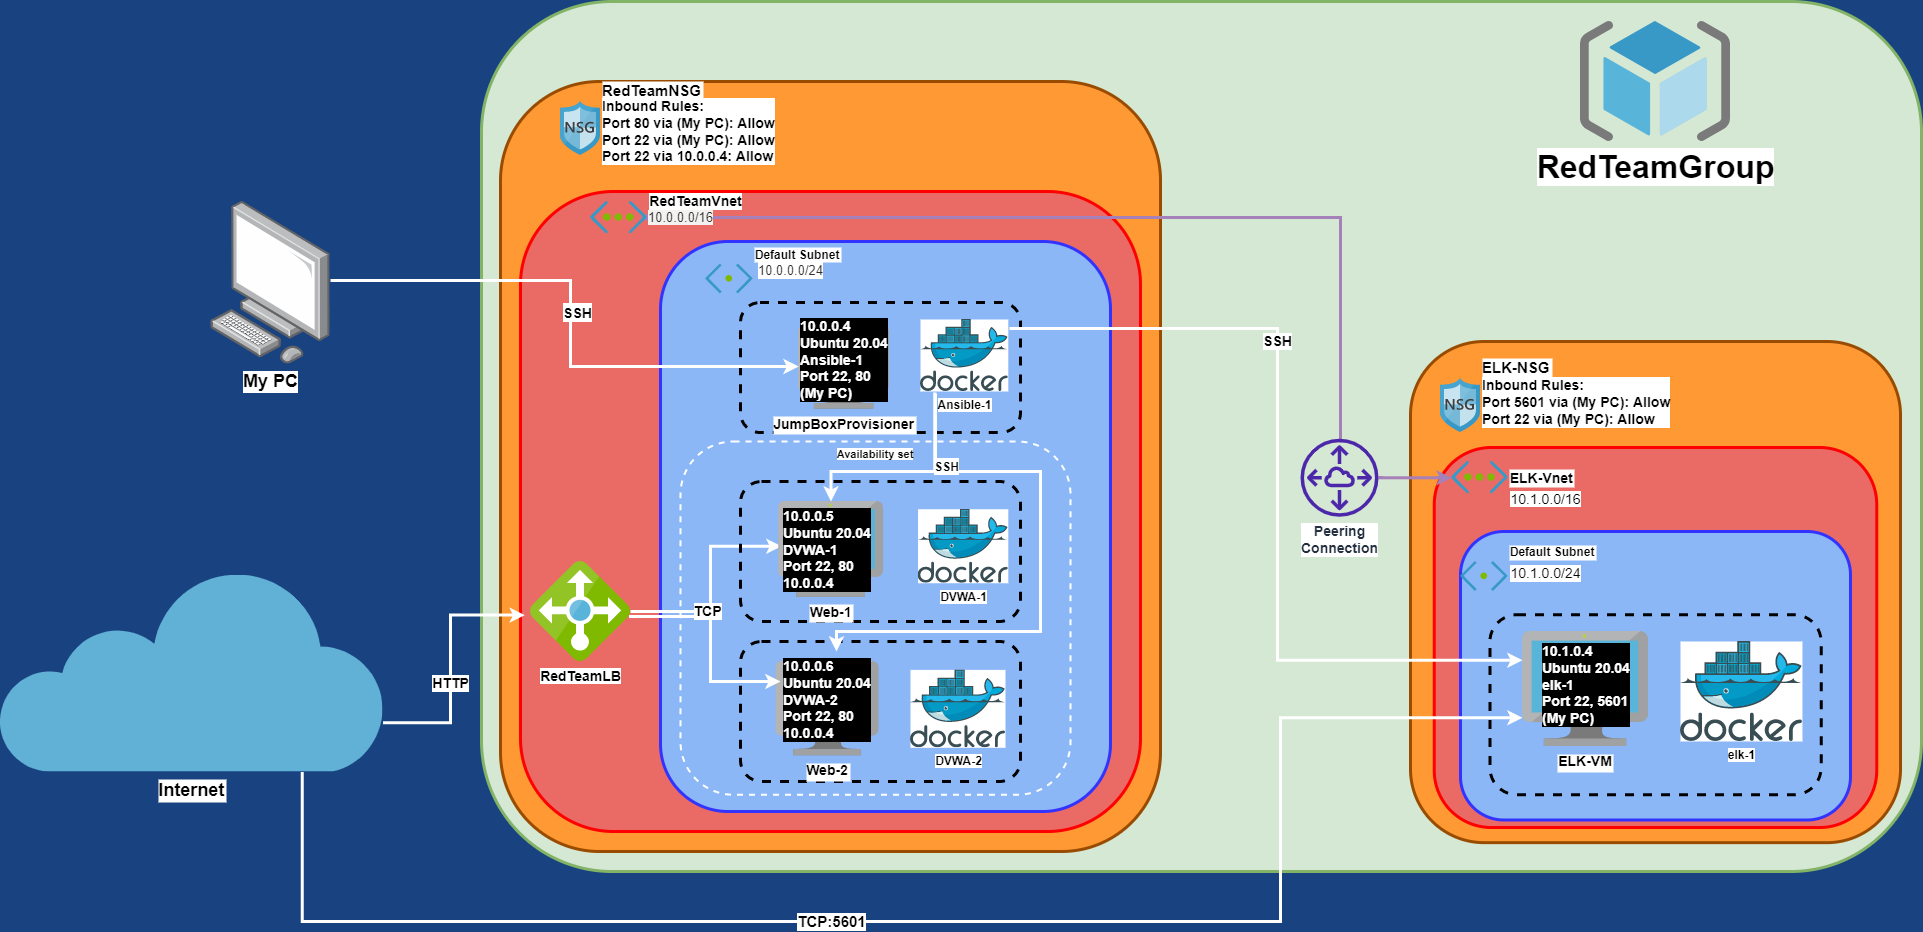 RedTeamGroup
RedTeamNSG
Inbound Rules:
Port 80 via (My PC): Allow
Port 22 via (My PC): Allow
Port 22 via 10.0.0.4: Allow
NSG
RedTeamVnet
10.0.0.0/16
Default Subnet
10.0.0.0/24
My PC
SSH
10.0.0.4
Ubuntu 20.04
Ansible-1
Port 22, 80
(My PC)
JumpBoxProvisioner
docker
Ansible-1
SSH
Availability set
SSH
10.0.0.5
Ubuntu 20.04
DVWA-1
Port 22, 80
10.0.0.4
Web-1
docker
DVWA-1
TCP
10.0.0.6
Ubuntu 20.04
DVWA-2
Port 22, 80
10.0.0.4
Web-2
docker
DVWA-2
RedTeamLB
HTTP
Internet
TCP:5601
Peering
Connection
ELK-NSG
Inbound Rules:
Port 5601 via (My PC): Allow
Port 22 via (My PC): Allow
NSG
ELK-Vnet
10.1.0.0/16
Default Subnet
10.1.0.0/24
10.1.0.4
Ubuntu 20.04
elk-1
Port 22, 5601
(My PC)
ELK-VM
docker
elk-1